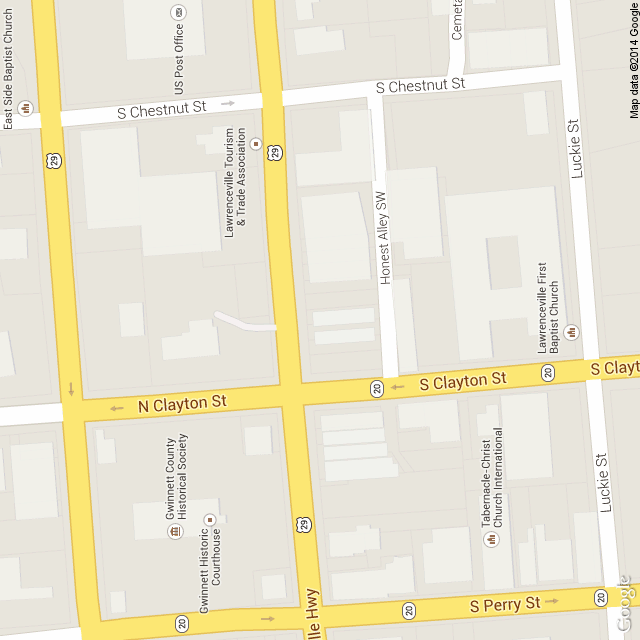 East Side Baptist Church
US Post Office
Cemeta
Map data ©2014 Google
S Chestnut St
S Chestnut St
29
29
Lawrenceville Tourism
& Trade Association
Luckie St
Honest Alley SW
Lawrenceville First
Baptist Church
N Clayton St
20
S Clayton St
20
S Clayt
Gwinnett County
Historical Society
Gwinnett Historic
Courthouse
29
Tabernacle-Christ
Church International
Luckie St
20
lle Hwy
20
S Perry St
20
Google